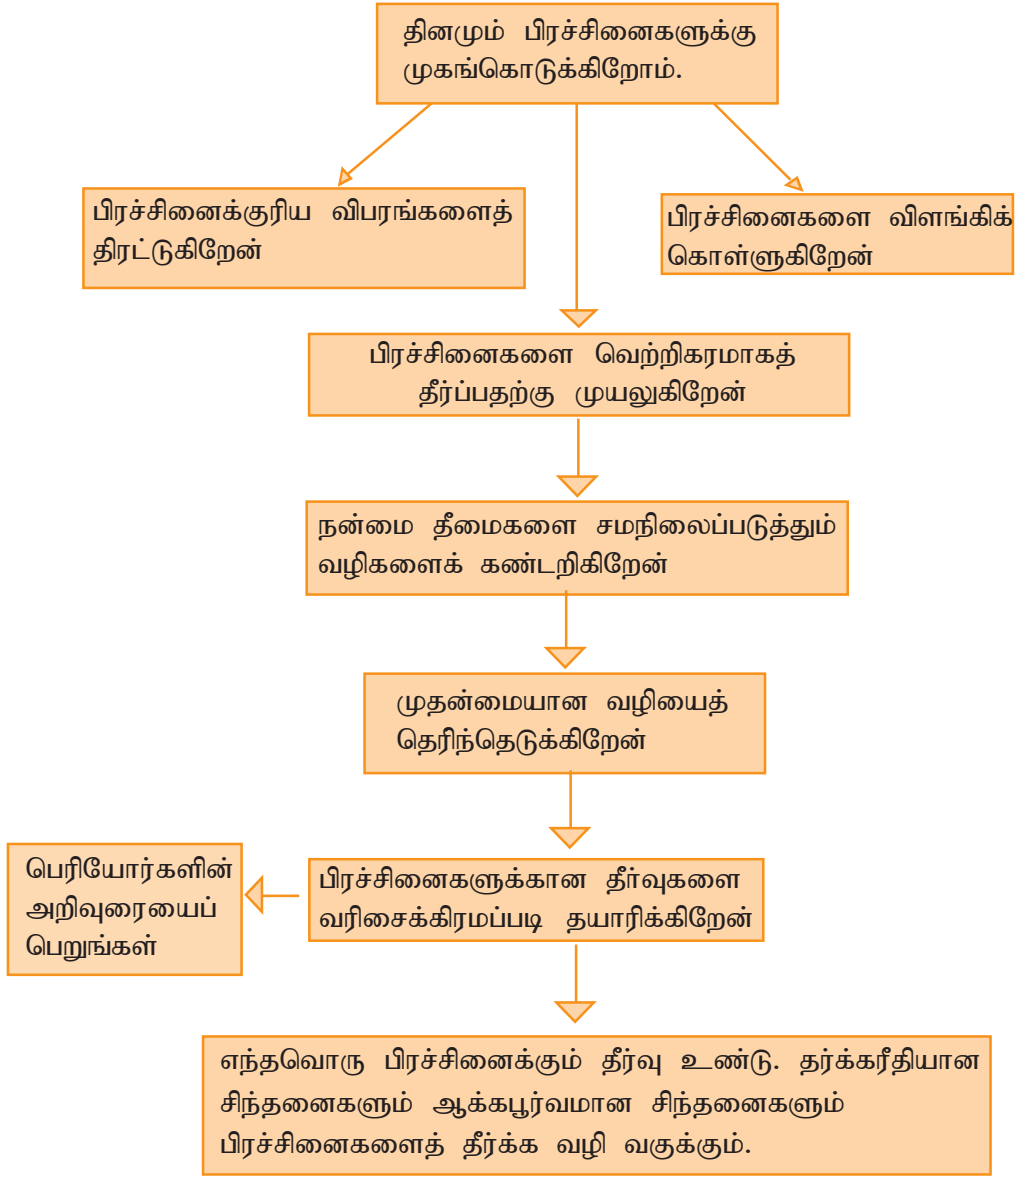 தினமும் பிரச்சினைகளுக்கு
முகங்கொடுக்கிறோம்.
பிரச்சினைக்குரிய விபரங்களைத்
திரட்டுகிறேன்
பிரச்சினைகளை விளங்கிக்
கொள்ளுகிறேன்
பிரச்சினைகளை வெற்றிகரமாகத்
தீர்ப்பதற்கு முயலுகிறேன்
நன்மை தீமைகளை சமநிலைப்படுத்தும்
வழிகளைக் கண்டறிகிறேன்
முதன்மையான வழியைத்
தெரிந்தெடுக்கிறேன்
பெரியோர்களின்
அறிவுரையைப்
பெறுங்கள்
பிரச்சினைகளுக்கான தீர்வுகளை
வரிசைக்கிரமப்படி தயாரிக்கிறேன்
எந்தவொரு பிரச்சினைக்கும் தீர்வு உண்டு. தர்க்கரீதியான
சிந்தனைகளும் ஆக்கபூர்வமான சிந்தனைகளும்
பிரச்சினைகளைத் தீர்க்க வழி வகுக்கும்.